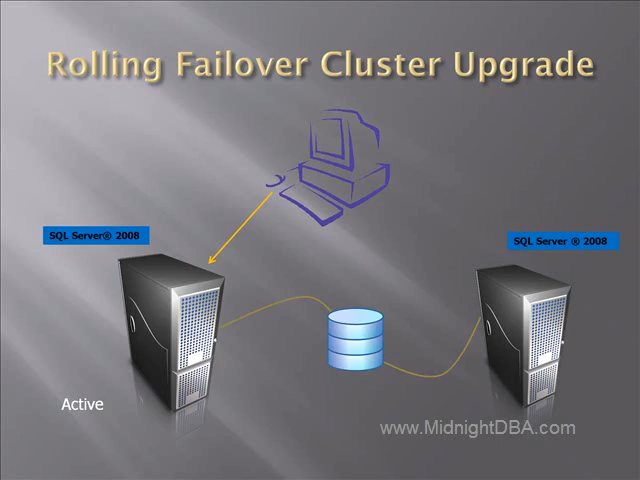 Rolling Failover Cluster Upgrade
SQL Server® 2008
SQL Server ® 2008
Active
www.MidnightDBA.com